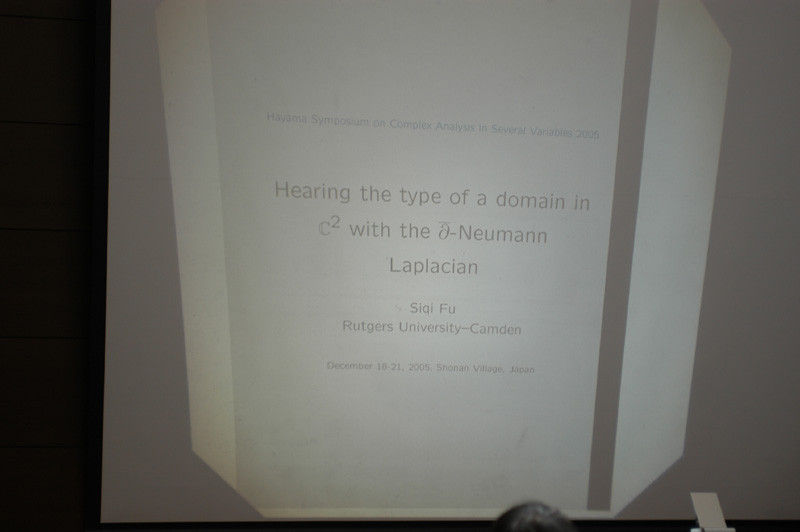 Hayama Symposium on Complex Analysis in Several Variables 2005
Hearing the type of a domain in
ℂ² with the ∂̄-Neumann
Laplacian
Siqi Fu
Rutgers University–Camden
December 18-21, 2005, Shonan Village, Japan